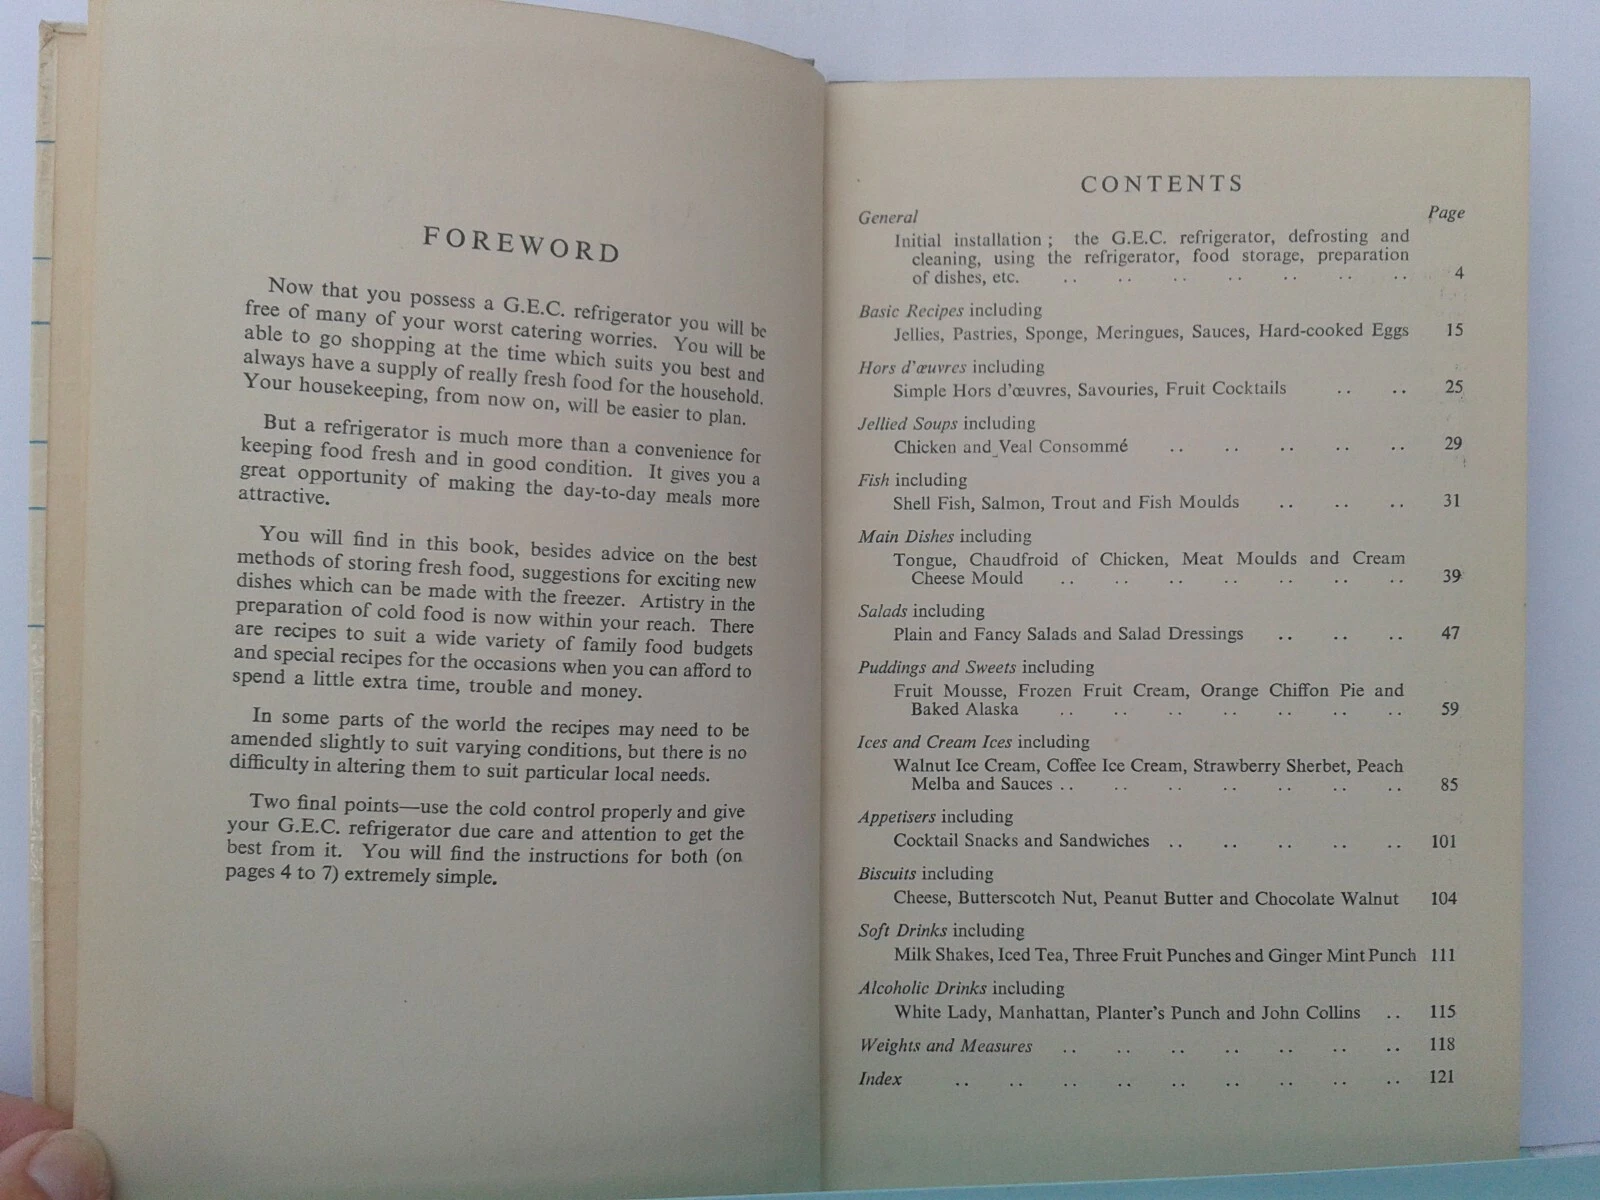 FOREWORD
Now that you possess a G.E.C. refrigerator you will be
free of many of your worst catering worries. You will be
able to go shopping at the time which suits you best and
always have a supply of really fresh food for the household.
Your housekeeping, from now on, will be easier to plan.
But a refrigerator is much more than a convenience for
keeping food fresh and in good condition. It gives you a
great opportunity of making the day-to-day meals more
attractive.
You will find in this book, besides advice on the best
methods of storing fresh food, suggestions for exciting new
dishes which can be made with the freezer. Artistry in the
preparation of cold food is now within your reach. There
are recipes to suit a wide variety of family food budgets
and special recipes for the occasions when you can afford to
spend a little extra time, trouble and money.
In some parts of the world the recipes may need to be
amended slightly to suit varying conditions, but there is no
difficulty in altering them to suit particular local needs.
Two final points—use the cold control properly and give
your G.E.C. refrigerator due care and attention to get the
best from it. You will find the instructions for both (on
pages 4 to 7) extremely simple.
CONTENTS
General Page
Initial installation; the G.E.C. refrigerator, defrosting and
cleaning, using the refrigerator, food storage, preparation
of dishes, etc. .. .. .. .. .. .. .. 4
Basic Recipes including
Jellies, Pastries, Sponge, Meringues, Sauces, Hard-cooked Eggs 15
Hors d'œuvres including
Simple Hors d'œuvres, Savouries, Fruit Cocktails .. .. 25
Jellied Soups including
Chicken and Veal Consommé .. .. .. .. .. 29
Fish including
Shell Fish, Salmon, Trout and Fish Moulds .. .. .. 31
Main Dishes including
Tongue, Chaudfroid of Chicken, Meat Moulds and Cream
Cheese Mould .. .. .. .. .. .. .. 39
Salads including
Plain and Fancy Salads and Salad Dressings .. .. .. 47
Puddings and Sweets including
Fruit Mousse, Frozen Fruit Cream, Orange Chiffon Pie and
Baked Alaska .. .. .. .. .. .. .. 59
Ices and Cream Ices including
Walnut Ice Cream, Coffee Ice Cream, Strawberry Sherbet, Peach
Melba and Sauces .. .. .. .. .. .. .. 85
Appetisers including
Cocktail Snacks and Sandwiches .. .. .. .. .. 101
Biscuits including
Cheese, Butterscotch Nut, Peanut Butter and Chocolate Walnut 104
Soft Drinks including
Milk Shakes, Iced Tea, Three Fruit Punches and Ginger Mint Punch 111
Alcoholic Drinks including
White Lady, Manhattan, Planter's Punch and John Collins .. 115
Weights and Measures .. .. .. .. .. .. .. 118
Index .. .. .. .. .. .. .. .. .. 121